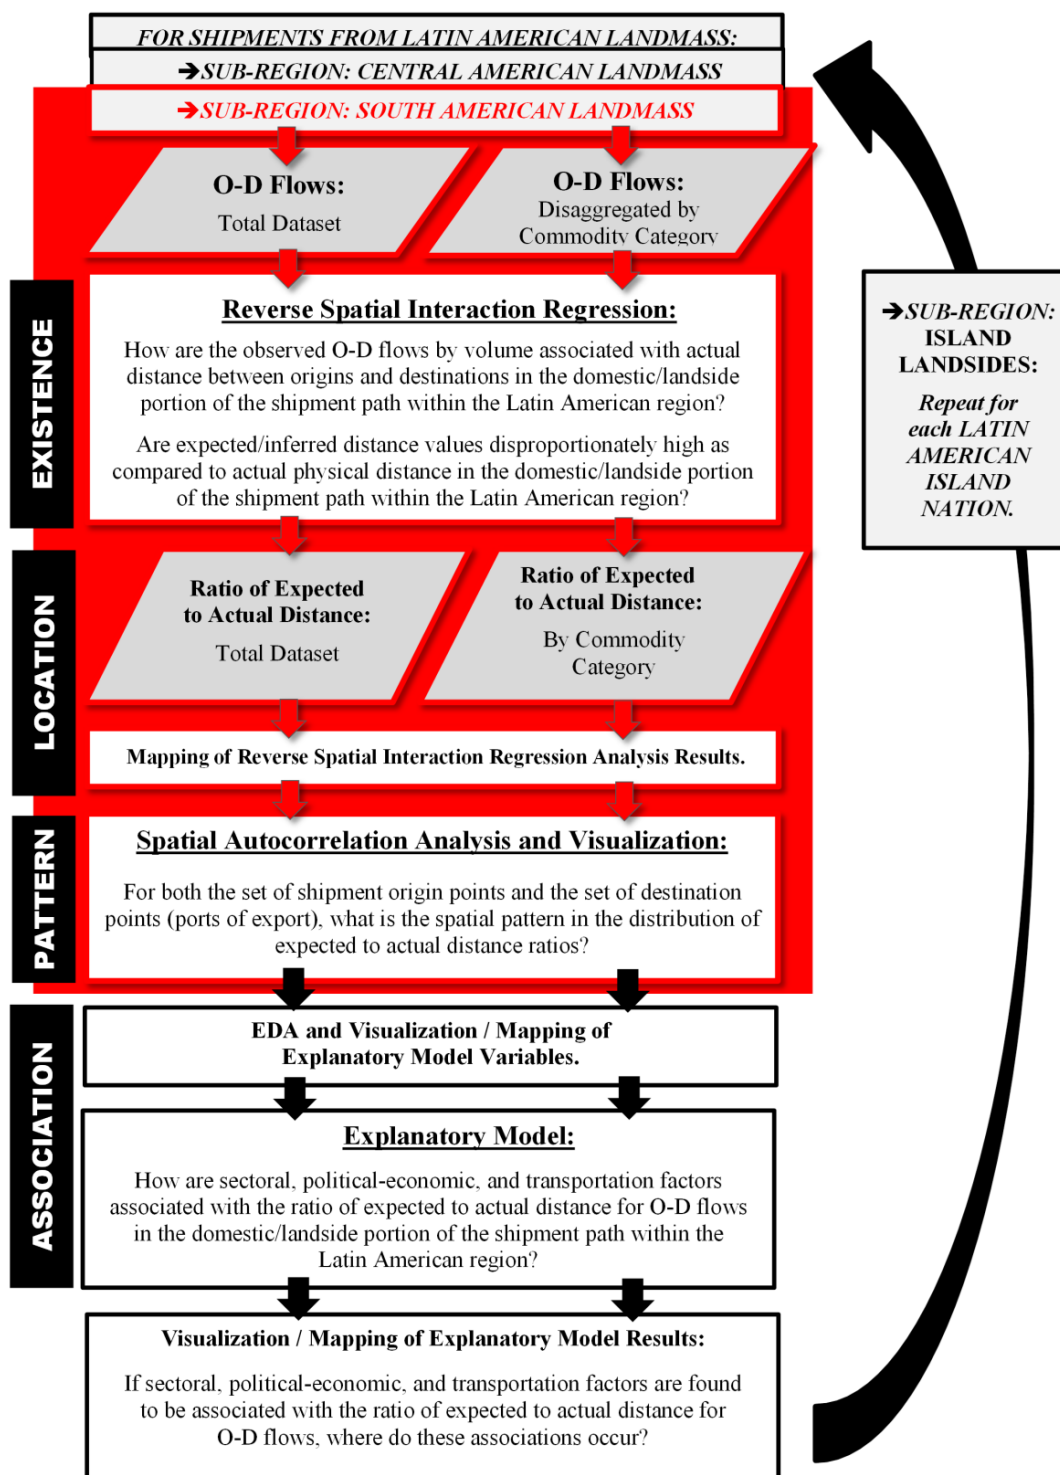 FOR SHIPMENTS FROM LATIN AMERICAN LANDMASS:
➔SUB-REGION: CENTRAL AMERICAN LANDMASS
➔SUB-REGION: SOUTH AMERICAN LANDMASS
O-D Flows:
Total Dataset
O-D Flows:
Disaggregated by
Commodity Category
EXISTENCE
Reverse Spatial Interaction Regression:
How are the observed O-D flows by volume associated with actual
distance between origins and destinations in the domestic/landside
portion of the shipment path within the Latin American region?
Are expected/inferred distance values disproportionately high as
compared to actual physical distance in the domestic/landside portion
of the shipment path within the Latin American region?
➔SUB-REGION:
ISLAND
LANDSIDES:
Repeat for
each LATIN
AMERICAN
ISLAND
NATION.
LOCATION
Ratio of Expected
to Actual Distance:
Total Dataset
Ratio of Expected
to Actual Distance:
By Commodity
Category
Mapping of Reverse Spatial Interaction Regression Analysis Results.
PATTERN
Spatial Autocorrelation Analysis and Visualization:
For both the set of shipment origin points and the set of destination
points (ports of export), what is the spatial pattern in the distribution of
expected to actual distance ratios?
ASSOCIATION
EDA and Visualization / Mapping of
Explanatory Model Variables.
Explanatory Model:
How are sectoral, political-economic, and transportation factors
associated with the ratio of expected to actual distance for O-D flows
in the domestic/landside portion of the shipment path within the
Latin American region?
Visualization / Mapping of Explanatory Model Results:
If sectoral, political-economic, and transportation factors are found
to be associated with the ratio of expected to actual distance for
O-D flows, where do these associations occur?